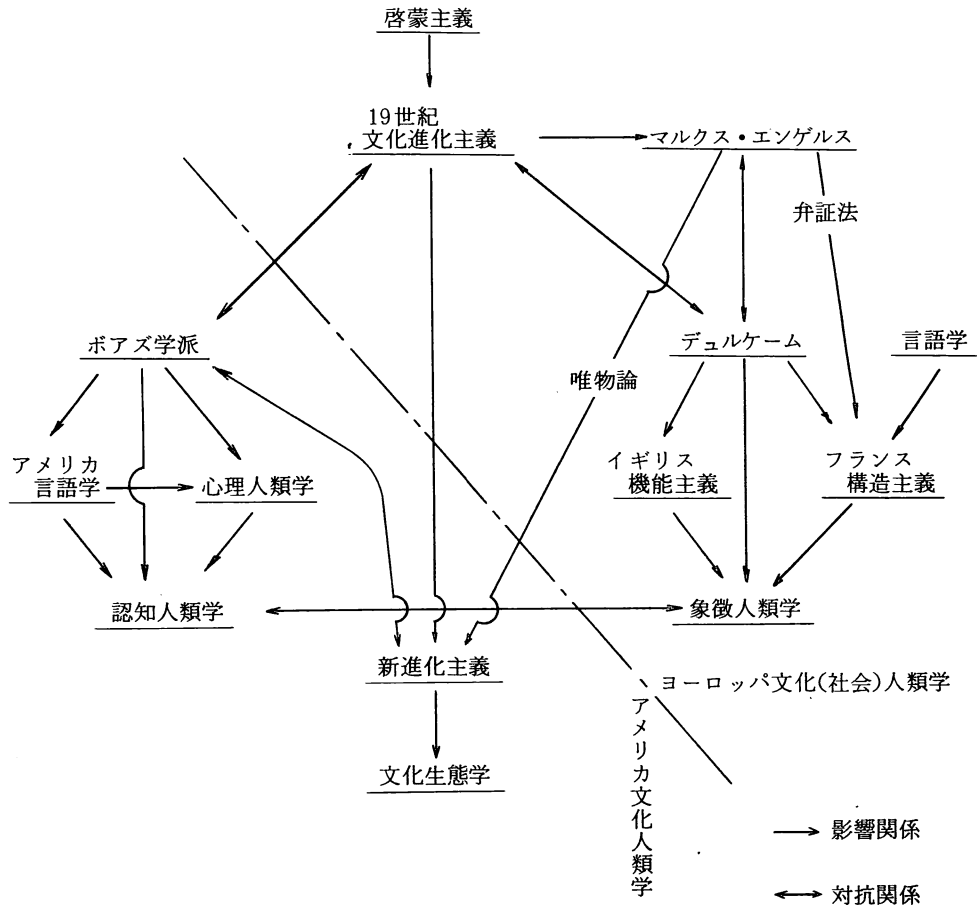 啓蒙主義
19世紀
文化進化主義
マルクス・エンゲルス
弁証法
ボアズ学派
デュルケーム
言語学
唯物論
アメリカ
言語学
心理人類学
イギリス
機能主義
フランス
構造主義
認知人類学
象徴人類学
新進化主義
ヨーロッパ文化(社会)人類学
アメリカ文化人類学
文化生態学
影響関係
対抗関係